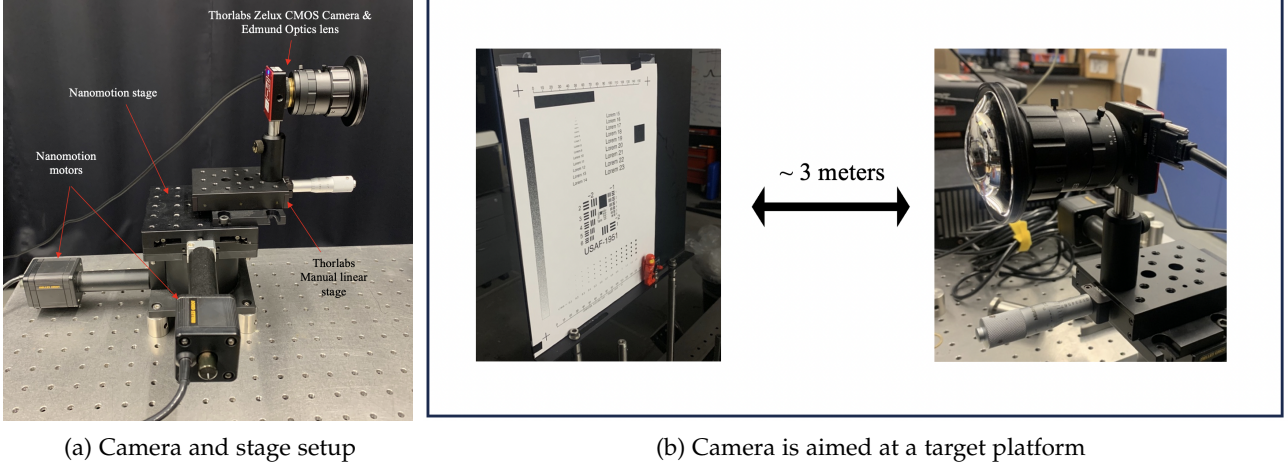 Thorlabs Zelux CMOS Camera &
Edmund Optics lens
Nanomotion stage
Nanomotion
motors
Thorlabs
Manual linear
stage
Lorem 15
Lorem 14
Lorem 17
Lorem 18
Lorem 19
Lorem 20
Lorem 21
Lorem 22
Lorem 23
USAF-1951
~ 3 meters
(a) Camera and stage setup
(b) Camera is aimed at a target platform